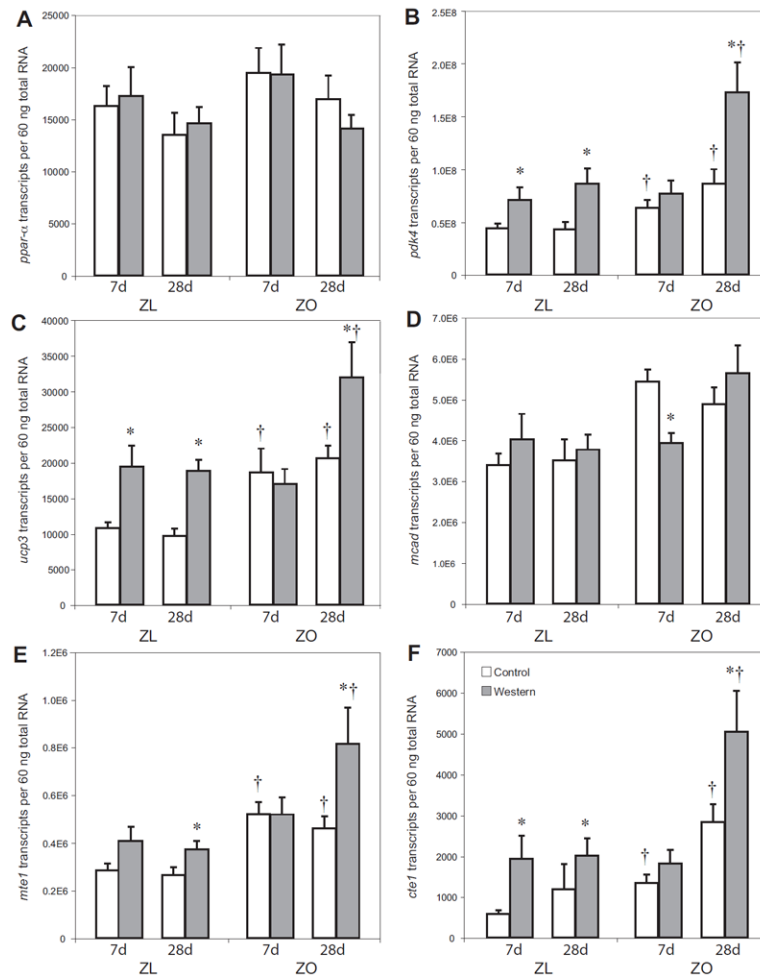 A
ppar-α transcripts per 60 ng total RNA
25000
20000
15000
10000
5000
0
7d 28d 7d 28d
ZL ZO
B
pdk4 transcripts per 60 ng total RNA
2.5E8
2.0E8
1.5E8
1.0E8
0.5E8
0
* * † † *†
7d 28d 7d 28d
ZL ZO
C
ucp3 transcripts per 60 ng total RNA
40000
35000
30000
25000
20000
15000
10000
5000
0
* * † † *†
7d 28d 7d 28d
ZL ZO
D
mcad transcripts per 60 ng total RNA
7.0E6
6.0E6
5.0E6
4.0E6
3.0E6
2.0E6
1.0E6
0
*
7d 28d 7d 28d
ZL ZO
E
mte1 transcripts per 60 ng total RNA
1.2E6
1.0E6
0.8E6
0.6E6
0.4E6
0.2E6
0
* † † *†
7d 28d 7d 28d
ZL ZO
F
cte1 transcripts per 60 ng total RNA
7000
6000
5000
4000
3000
2000
1000
0
Control
Western
* * † † *†
7d 28d 7d 28d
ZL ZO